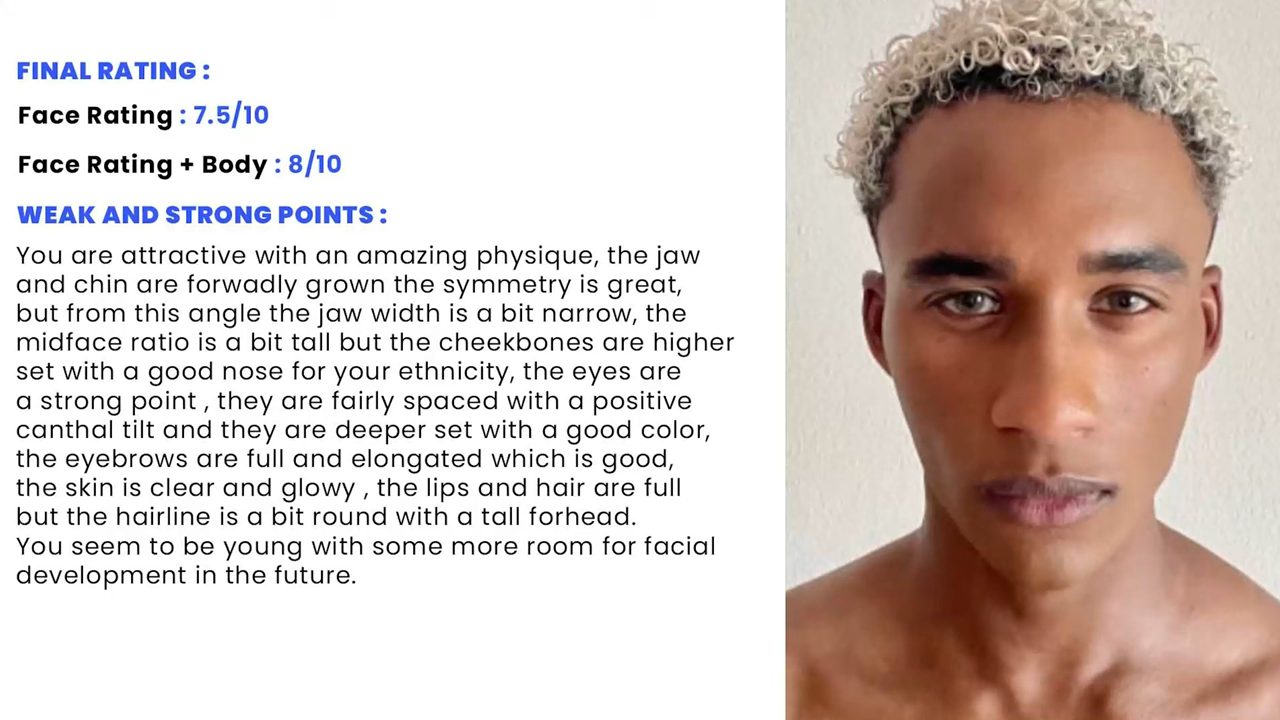 FINAL RATING :
Face Rating : 7.5/10
Face Rating + Body : 8/10
WEAK AND STRONG POINTS :
You are attractive with an amazing physique, the jaw
and chin are forwadly grown the symmetry is great,
but from this angle the jaw width is a bit narrow, the
midface ratio is a bit tall but the cheekbones are higher
set with a good nose for your ethnicity, the eyes are
a strong point , they are fairly spaced with a positive
canthal tilt and they are deeper set with a good color,
the eyebrows are full and elongated which is good,
the skin is clear and glowy , the lips and hair are full
but the hairline is a bit round with a tall forhead.
You seem to be young with some more room for facial
development in the future.